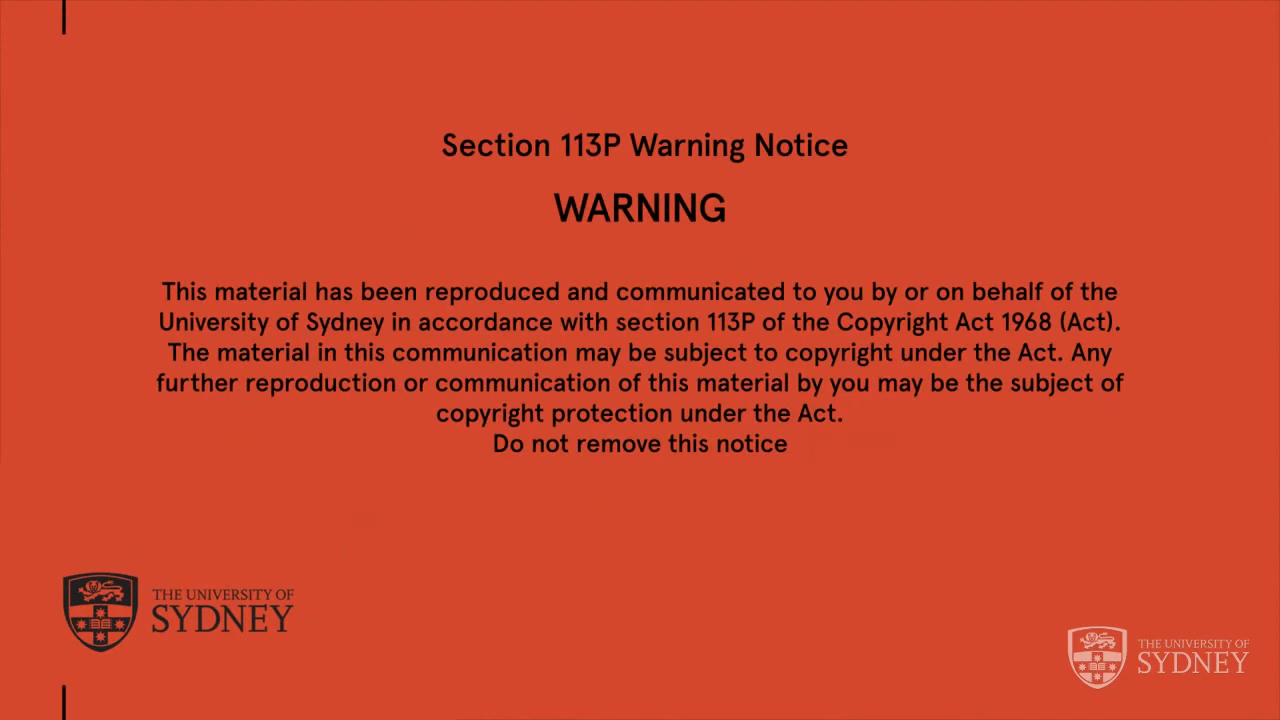 Section 113P Warning Notice
WARNING
This material has been reproduced and communicated to you by or on behalf of the
University of Sydney in accordance with section 113P of the Copyright Act 1968 (Act).
The material in this communication may be subject to copyright under the Act. Any
further reproduction or communication of this material by you may be the subject of
copyright protection under the Act.
Do not remove this notice
THE UNIVERSITY OF
SYDNEY
THE UNIVERSITY OF
SYDNEY